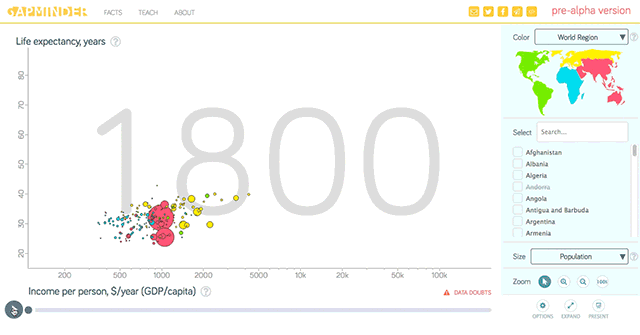 GAPMINDER FACTS TEACH ABOUT pre-alpha version
Life expectancy, years ?
Color World Region ?
1800
80
70
60
50
40
30
20
200 500 1000 2000 5000 10k 20k 50k 100k
Income per person, $/year (GDP/capita) ?
DATA DOUBTS
Select Search...
Afghanistan
Albania
Algeria
Andorra
Angola
Antigua and Barbuda
Argentina
Armenia
Size Population
Zoom 100%
OPTIONS EXPAND PRESENT